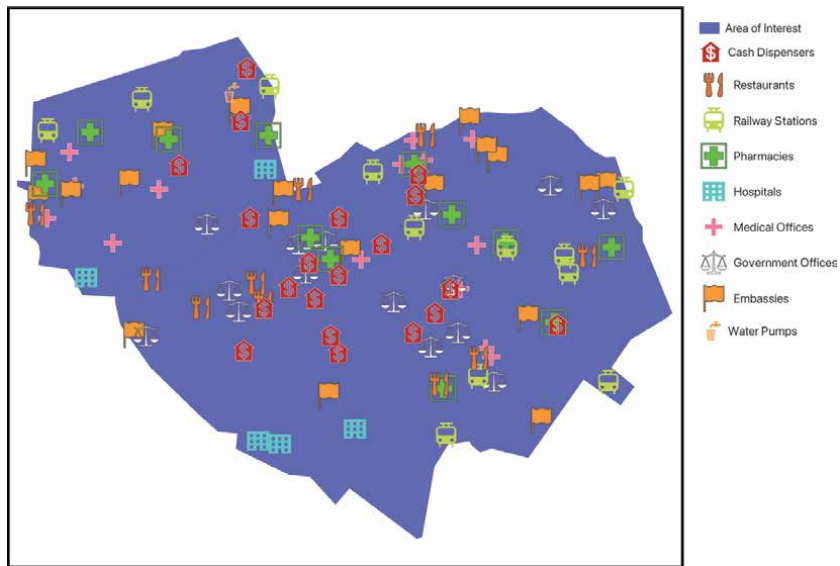 Area of Interest
Cash Dispensers
Restaurants
Railway Stations
Pharmacies
Hospitals
Medical Offices
Government Offices
Embassies
Water Pumps